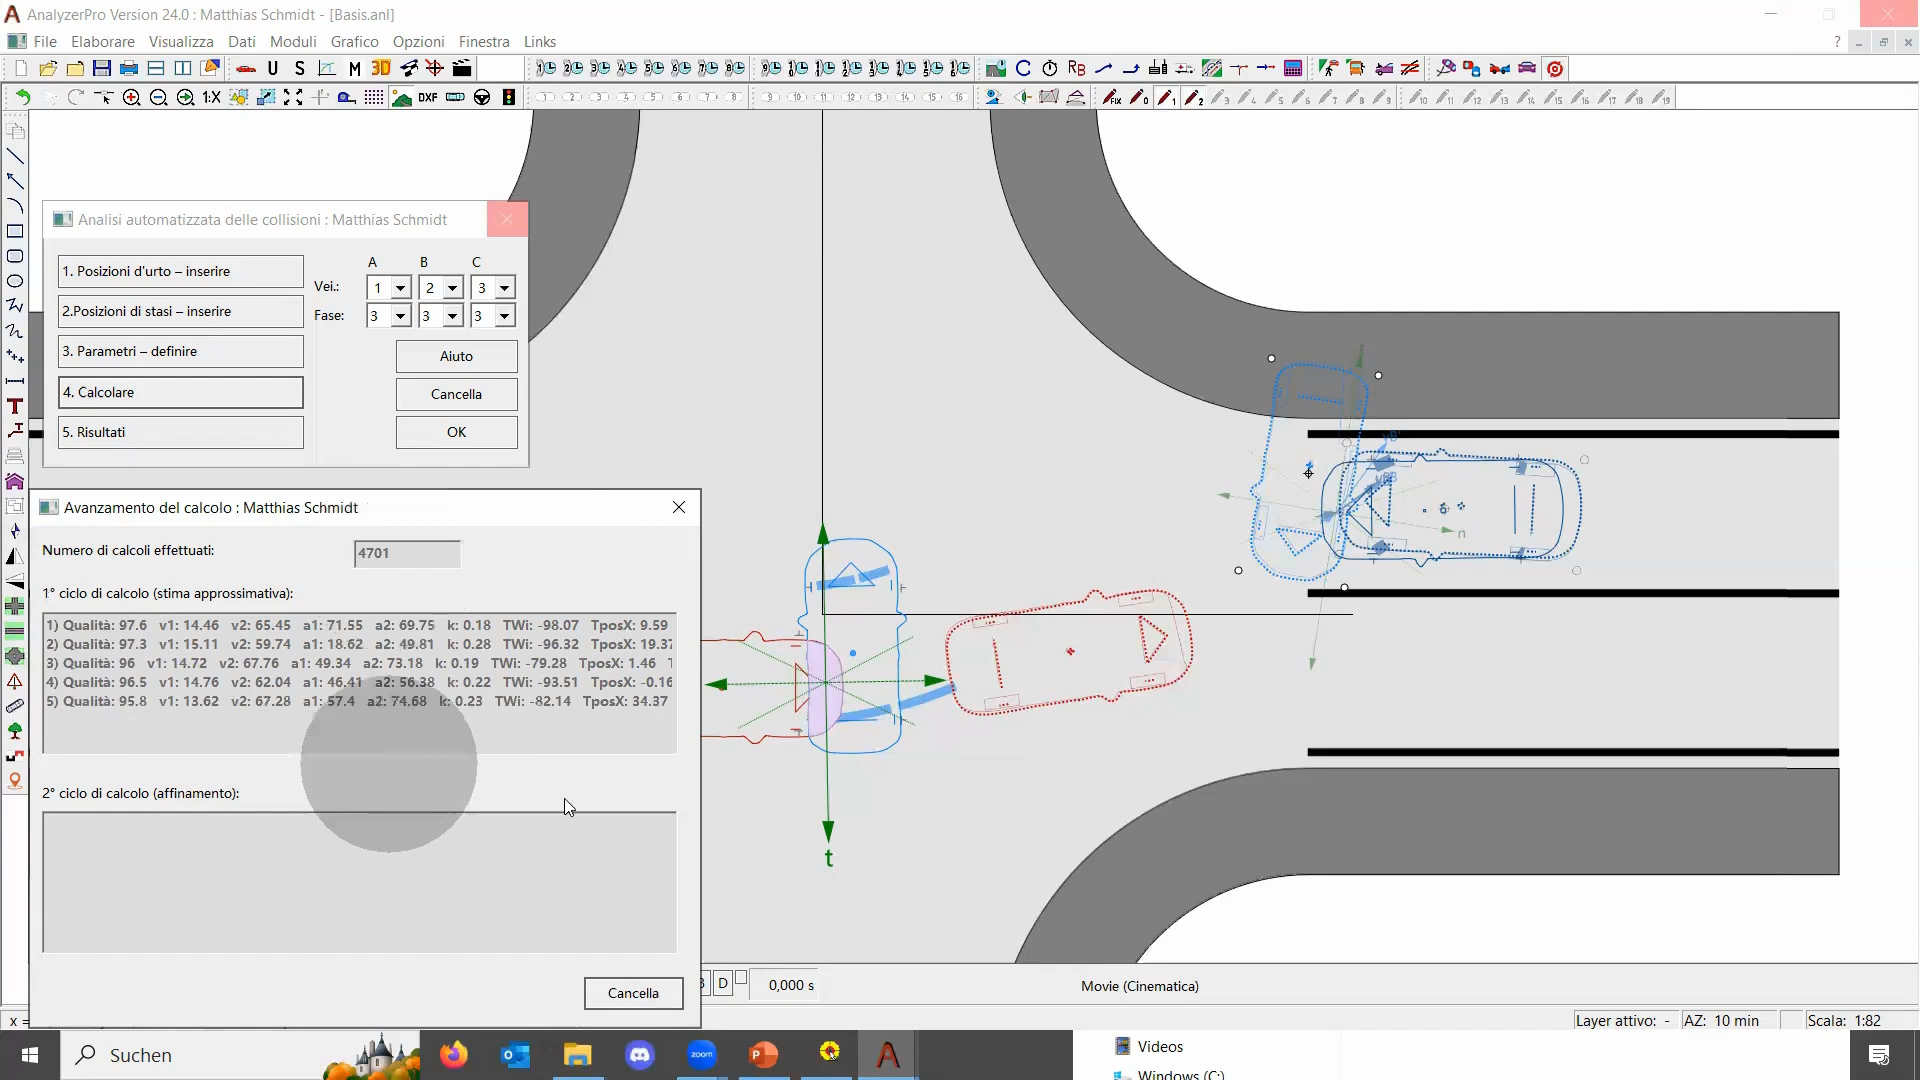 AnalyzerPro Version 24.0 : Matthias Schmidt - [Basis.anl]
File Elaborare Visualizza Dati Moduli Grafico Opzioni Finestra Links
U S M 3D RB
1:X DXF FIX
Analisi automatizzata delle collisioni : Matthias Schmidt
A B C
1. Posizioni d'urto – inserire
Vei.: 1 2 3
2.Posizioni di stasi – inserire
Fase: 3 3 3
3. Parametri – definire
Aiuto
4. Calcolare
Cancella
5. Risultati
OK
Avanzamento del calcolo : Matthias Schmidt
Numero di calcoli effettuati: 4701
1° ciclo di calcolo (stima approssimativa):
1) Qualità: 97.6 v1: 14.46 v2: 65.45 a1: 71.55 a2: 69.75 k: 0.18 TWi: -98.07 TposX: 9.59
2) Qualità: 97.3 v1: 15.11 v2: 59.74 a1: 18.62 a2: 49.81 k: 0.28 TWi: -96.32 TposX: 19.37
3) Qualità: 96 v1: 14.72 v2: 67.76 a1: 49.34 a2: 73.18 k: 0.19 TWi: -79.28 TposX: 1.46
4) Qualità: 96.5 v1: 14.76 v2: 62.04 a1: 46.41 a2: 56.38 k: 0.22 TWi: -93.51 TposX: -0.16
5) Qualità: 95.8 v1: 13.62 v2: 67.28 a1: 57.4 a2: 74.68 k: 0.23 TWi: -82.14 TposX: 34.37
2° ciclo di calcolo (affinamento):
Cancella
n
t
D 0,000 s Movie (Cinematica)
x = Layer attivo: - AZ: 10 min Scala: 1:82
Suchen
zoom
Videos
Windows (C:)